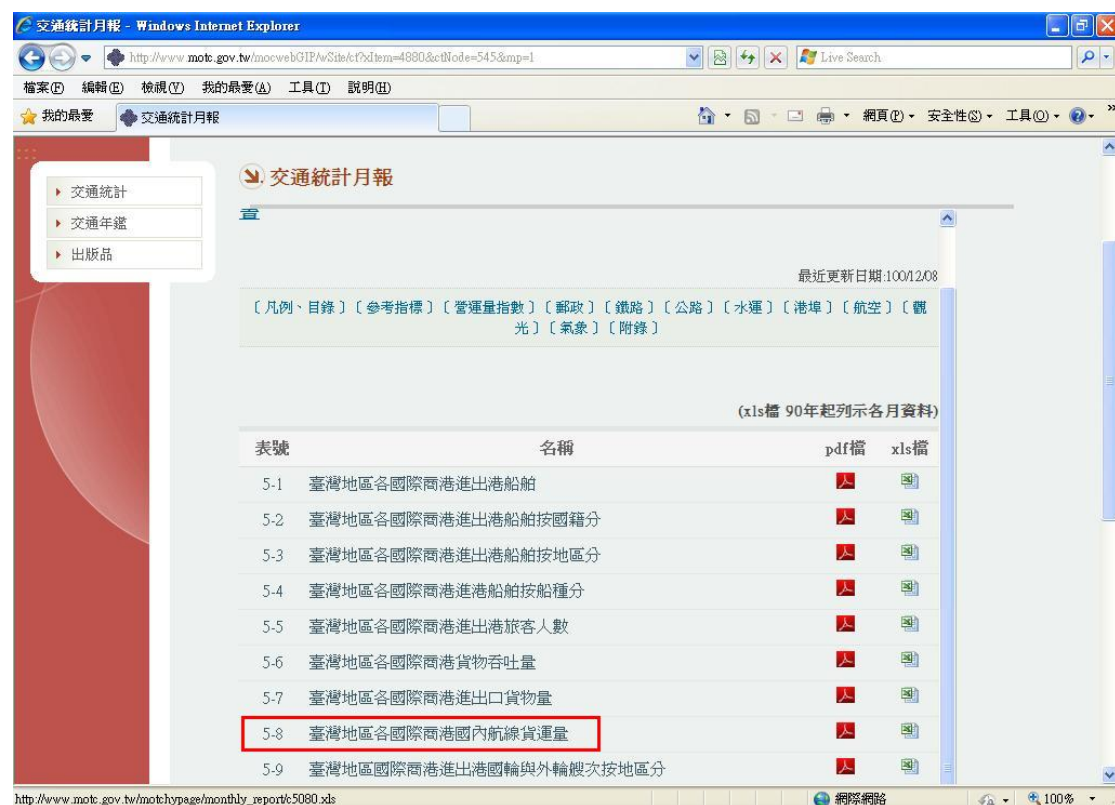 交通統計月報 - Windows Internet Explorer
http://www.motc.gov.tw/mocwebGIP/wSite/ct?xItem=4880&ctNode=545&mp=1
Live Search
檔案(F) 編輯(E) 檢視(V) 我的最愛(A) 工具(T) 說明(H)
我的最愛 交通統計月報 網頁(P) 安全性(S) 工具(O)
交通統計
交通年鑑
出版品
交通統計月報
最近更新日期:100/12/08
〔凡例、目錄〕〔參考指標〕〔營運量指數〕〔郵政〕〔鐵路〕〔公路〕〔水運〕〔港埠〕〔航空〕〔觀
光〕〔氣象〕〔附錄〕
(xls檔 90年起列示各月資料)
表號 名稱 pdf檔 xls檔
5-1 臺灣地區各國際商港進出港船舶
5-2 臺灣地區各國際商港進出港船舶按國籍分
5-3 臺灣地區各國際商港進出港船舶按地區分
5-4 臺灣地區各國際商港進港船舶按船種分
5-5 臺灣地區各國際商港進出港旅客人數
5-6 臺灣地區各國際商港貨物吞吐量
5-7 臺灣地區各國際商港進出口貨物量
5-8 臺灣地區各國際商港國內航線貨運量
5-9 臺灣地區國際商港進出港國輪與外輪艘次按地區分
http://www.motc.gov.tw/motchypage/monthly_report/c5080.xls 網際網路 100%